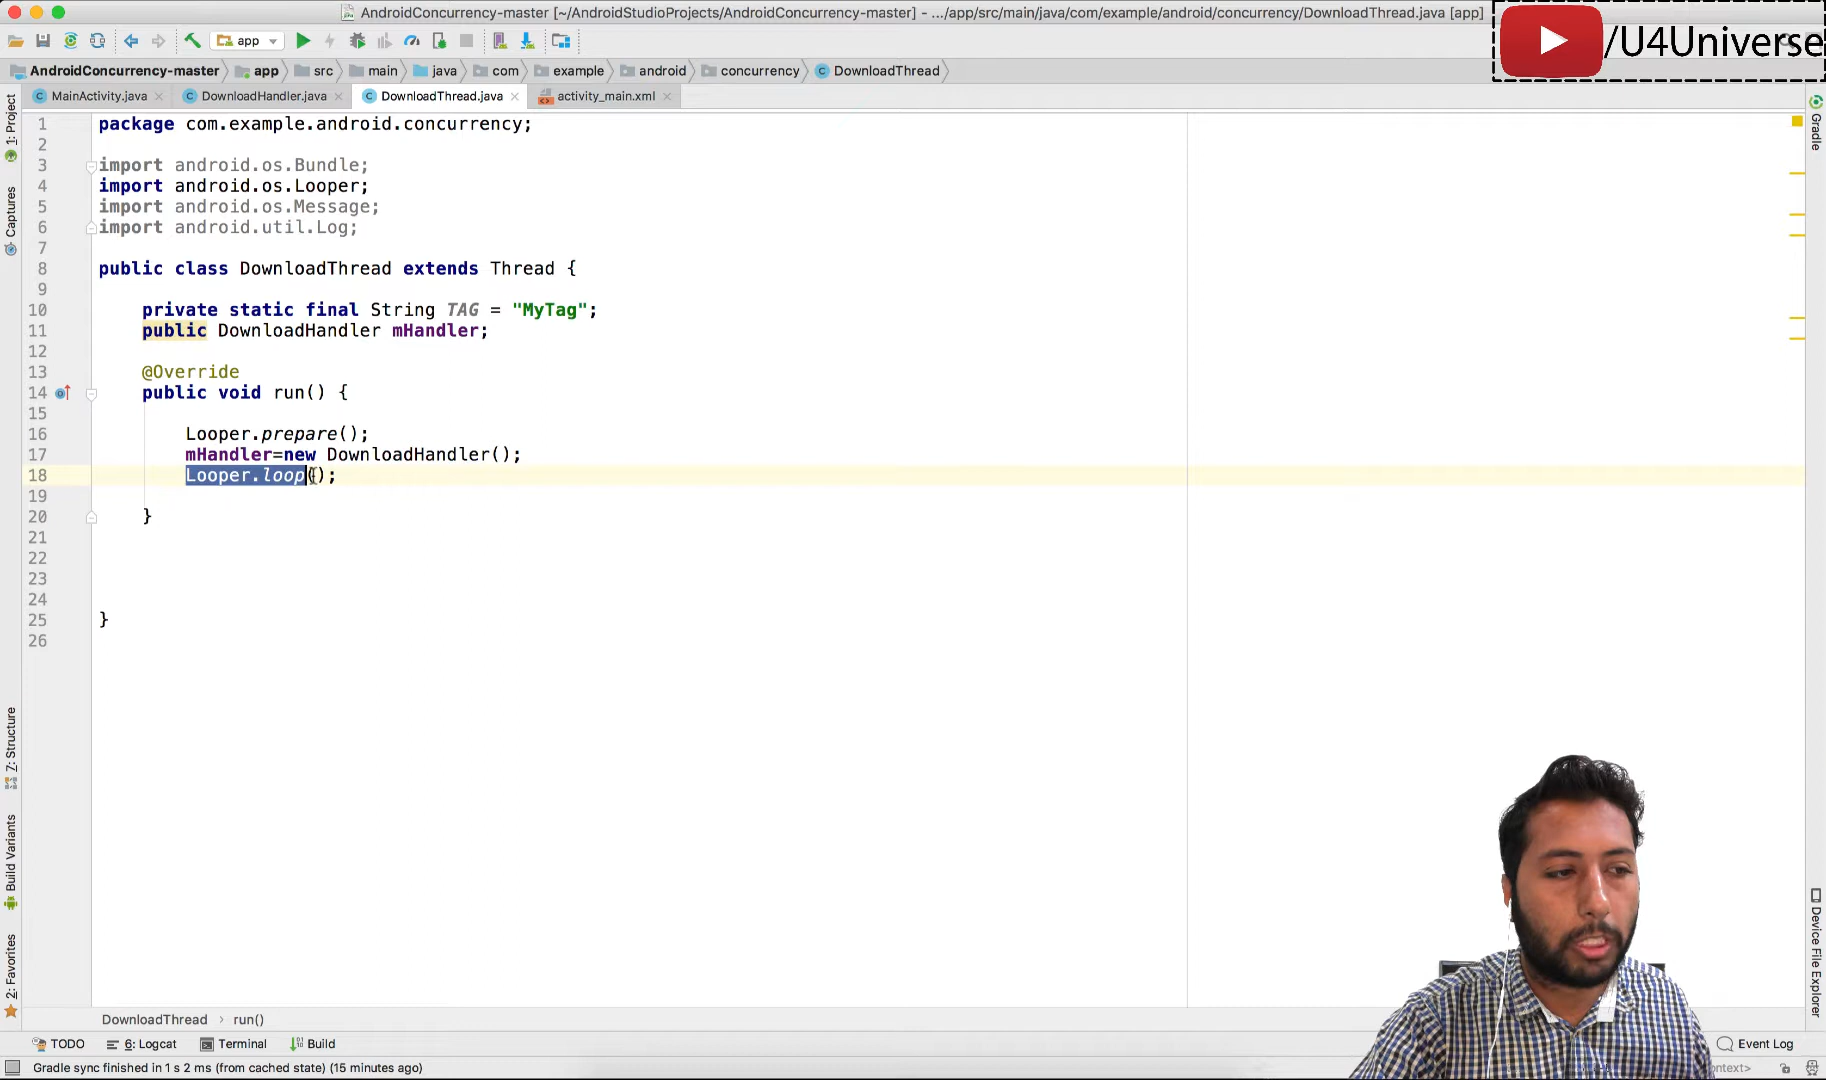 AndroidConcurrency-master [~/AndroidStudioProjects/AndroidConcurrency-master] - .../app/src/main/java/com/example/android/concurrency/DownloadThread.java [app]
/U4Universe
app
AndroidConcurrency-master app src main java com example android concurrency DownloadThread
MainActivity.java DownloadHandler.java DownloadThread.java activity_main.xml
1: Project
Captures
7: Structure
Build Variants
2: Favorites
Gradle
Device File Explorer
1 package com.example.android.concurrency;
2
3 import android.os.Bundle;
4 import android.os.Looper;
5 import android.os.Message;
6 import android.util.Log;
7
8 public class DownloadThread extends Thread {
9
10 private static final String TAG = "MyTag";
11 public DownloadHandler mHandler;
12
13 @Override
14 public void run() {
15
16 Looper.prepare();
17 mHandler=new DownloadHandler();
18 Looper.loop();
19
20 }
21
22
23
24
25 }
26
DownloadThread › run()
TODO 6: Logcat Terminal Build Event Log
Gradle sync finished in 1 s 2 ms (from cached state) (15 minutes ago)